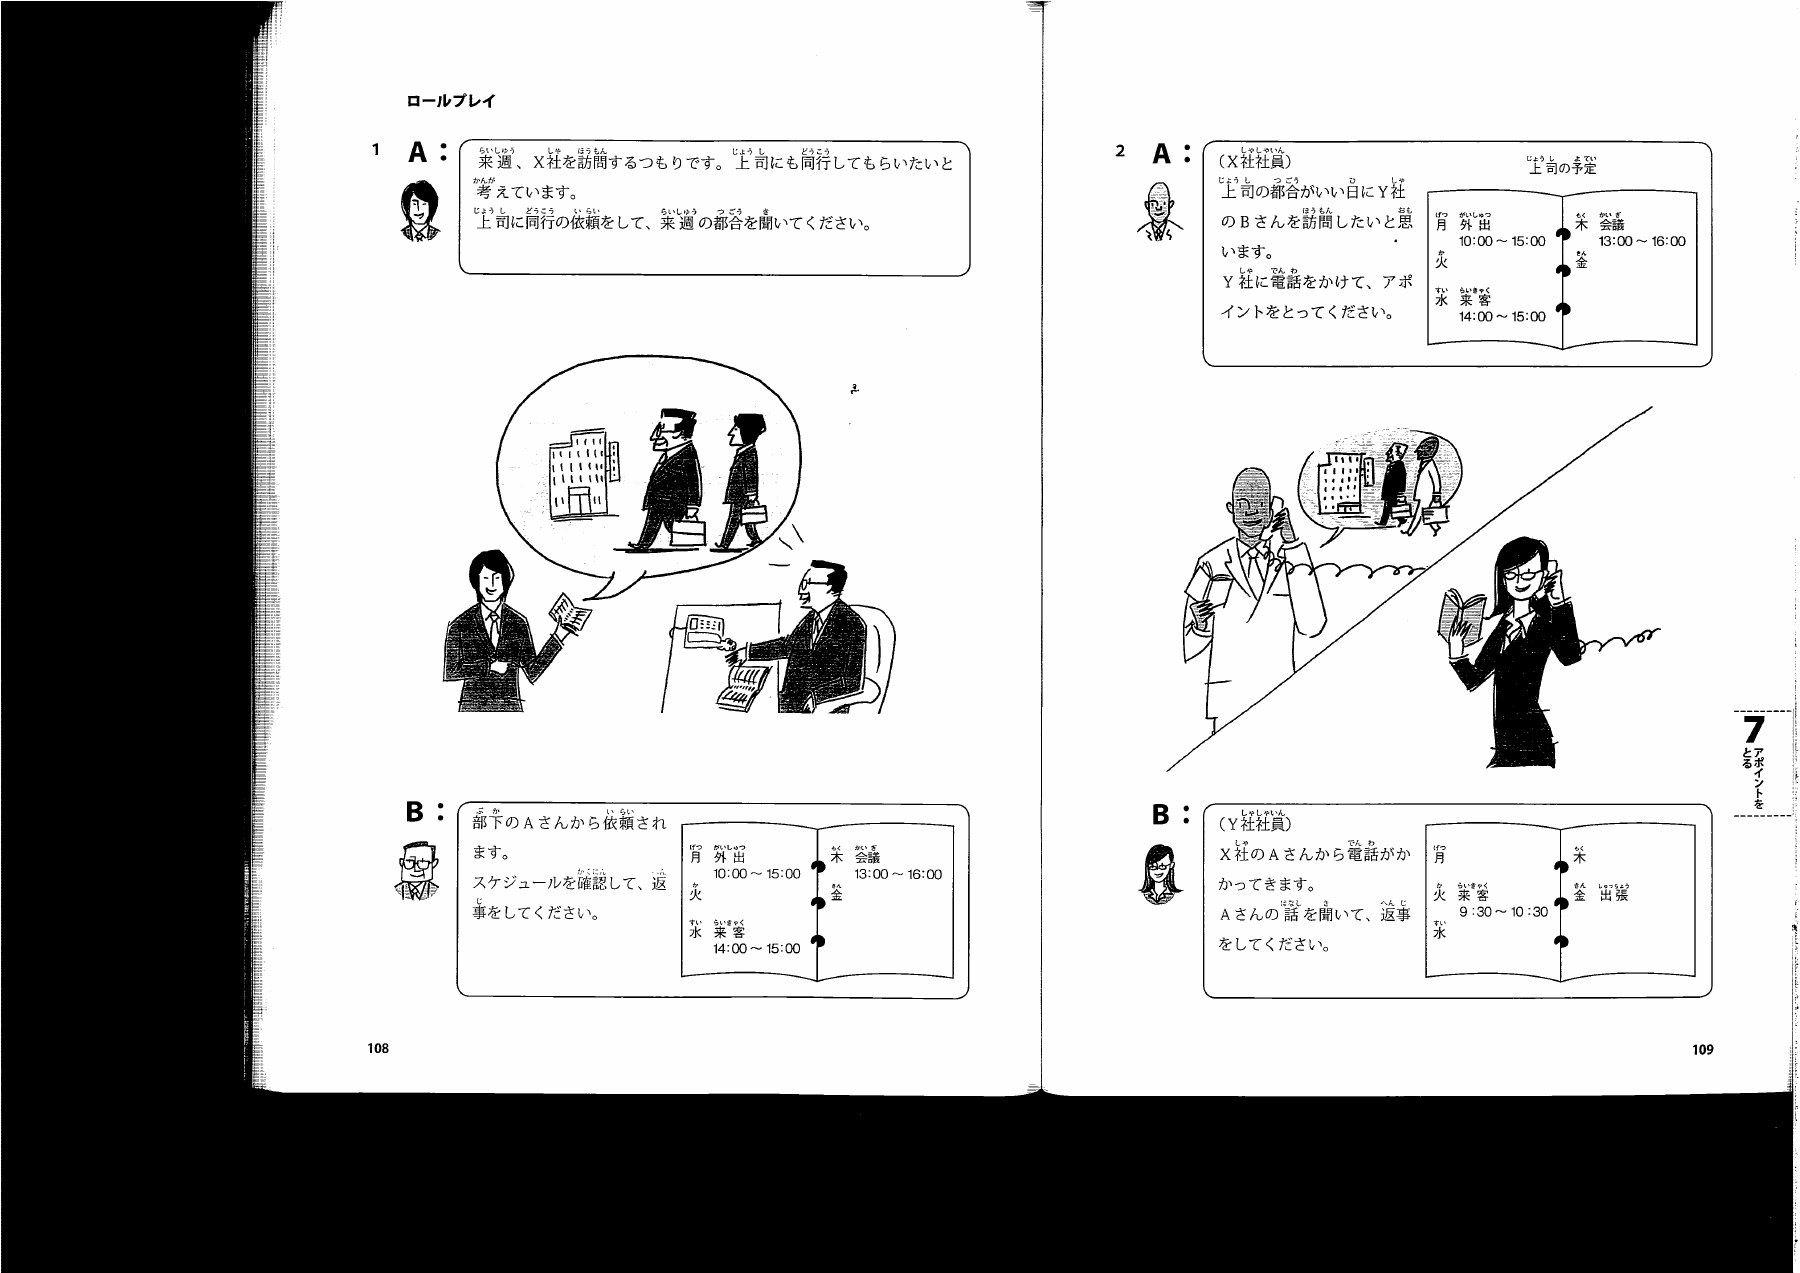 ロールプレイ
1
A：
来週、X社を訪問するつもりです。上司にも同行してもらいたいと
考えています。
上司に同行の依頼をして、来週の都合を聞いてください。
B：
部下のAさんから依頼され
ます。
スケジュールを確認して、返
事をしてください。
月 外出
10:00～15:00
火
水 来客
14:00～15:00
木 会議
13:00～16:00
金
108
2
A：
（X社社員）
上司の都合がいい日にY社
のBさんを訪問したいと思
います。
Y社に電話をかけて、アポ
イントをとってください。
上司の予定
月 外出
10:00～15:00
火
水 来客
14:00～15:00
木 会議
13:00～16:00
金
B：
（Y社社員）
X社のAさんから電話がか
かってきます。
Aさんの話を聞いて、返事
をしてください。
月
火 来客
9:30～10:30
水
木
金 出張
7
アポイントを
とる
109